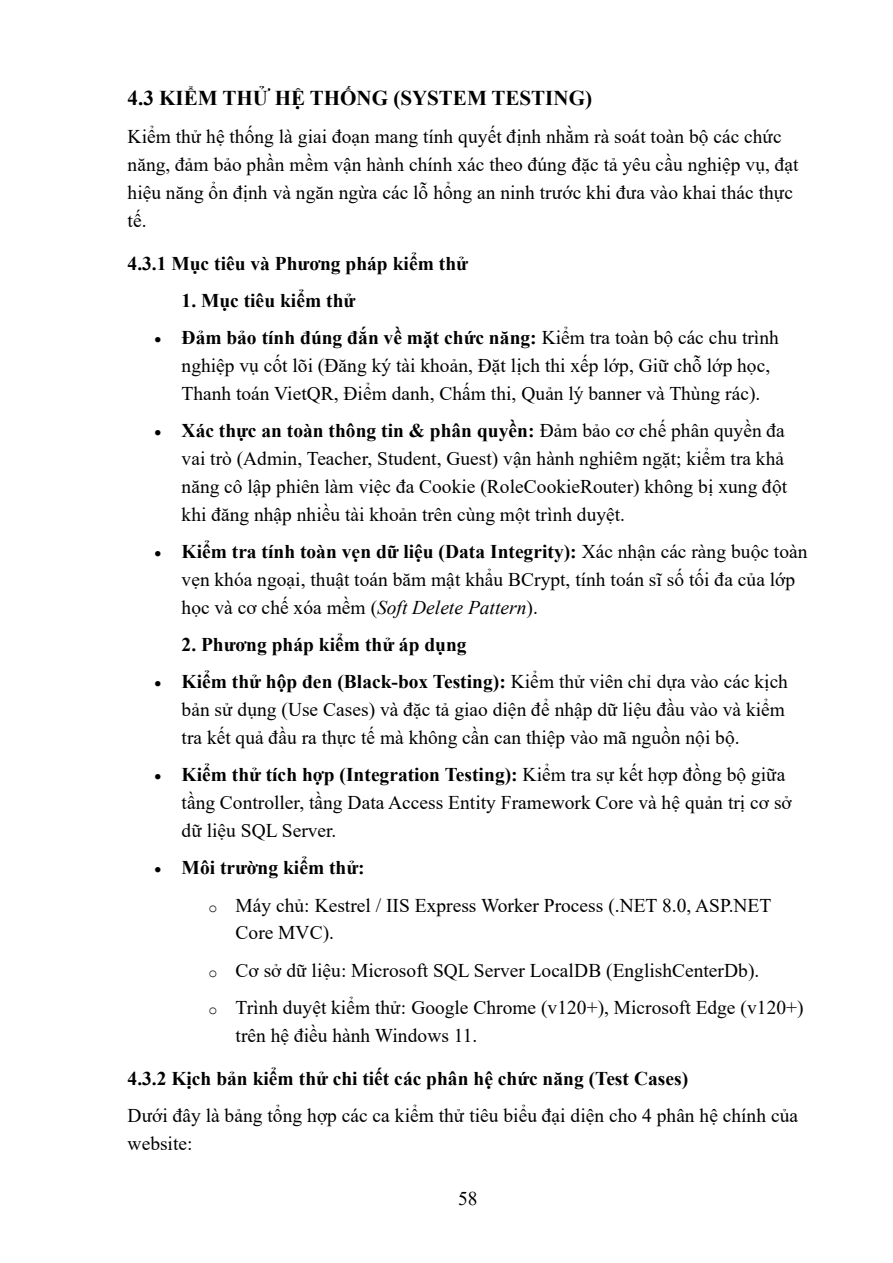 4.3 KIỂM THỬ HỆ THỐNG (SYSTEM TESTING)
Kiểm thử hệ thống là giai đoạn mang tính quyết định nhằm rà soát toàn bộ các chức
năng, đảm bảo phần mềm vận hành chính xác theo đúng đặc tả yêu cầu nghiệp vụ, đạt
hiệu năng ổn định và ngăn ngừa các lỗ hổng an ninh trước khi đưa vào khai thác thực
tế.
4.3.1 Mục tiêu và Phương pháp kiểm thử
1. Mục tiêu kiểm thử
• Đảm bảo tính đúng đắn về mặt chức năng: Kiểm tra toàn bộ các chu trình
nghiệp vụ cốt lõi (Đăng ký tài khoản, Đặt lịch thi xếp lớp, Giữ chỗ lớp học,
Thanh toán VietQR, Điểm danh, Chấm thi, Quản lý banner và Thùng rác).
• Xác thực an toàn thông tin & phân quyền: Đảm bảo cơ chế phân quyền đa
vai trò (Admin, Teacher, Student, Guest) vận hành nghiêm ngặt; kiểm tra khả
năng cô lập phiên làm việc đa Cookie (RoleCookieRouter) không bị xung đột
khi đăng nhập nhiều tài khoản trên cùng một trình duyệt.
• Kiểm tra tính toàn vẹn dữ liệu (Data Integrity): Xác nhận các ràng buộc toàn
vẹn khóa ngoại, thuật toán băm mật khẩu BCrypt, tính toán sĩ số tối đa của lớp
học và cơ chế xóa mềm (Soft Delete Pattern).
2. Phương pháp kiểm thử áp dụng
• Kiểm thử hộp đen (Black-box Testing): Kiểm thử viên chỉ dựa vào các kịch
bản sử dụng (Use Cases) và đặc tả giao diện để nhập dữ liệu đầu vào và kiểm
tra kết quả đầu ra thực tế mà không cần can thiệp vào mã nguồn nội bộ.
• Kiểm thử tích hợp (Integration Testing): Kiểm tra sự kết hợp đồng bộ giữa
tầng Controller, tầng Data Access Entity Framework Core và hệ quản trị cơ sở
dữ liệu SQL Server.
• Môi trường kiểm thử:
○ Máy chủ: Kestrel / IIS Express Worker Process (.NET 8.0, ASP.NET
Core MVC).
○ Cơ sở dữ liệu: Microsoft SQL Server LocalDB (EnglishCenterDb).
○ Trình duyệt kiểm thử: Google Chrome (v120+), Microsoft Edge (v120+)
trên hệ điều hành Windows 11.
4.3.2 Kịch bản kiểm thử chi tiết các phân hệ chức năng (Test Cases)
Dưới đây là bảng tổng hợp các ca kiểm thử tiêu biểu đại diện cho 4 phân hệ chính của
website:
58